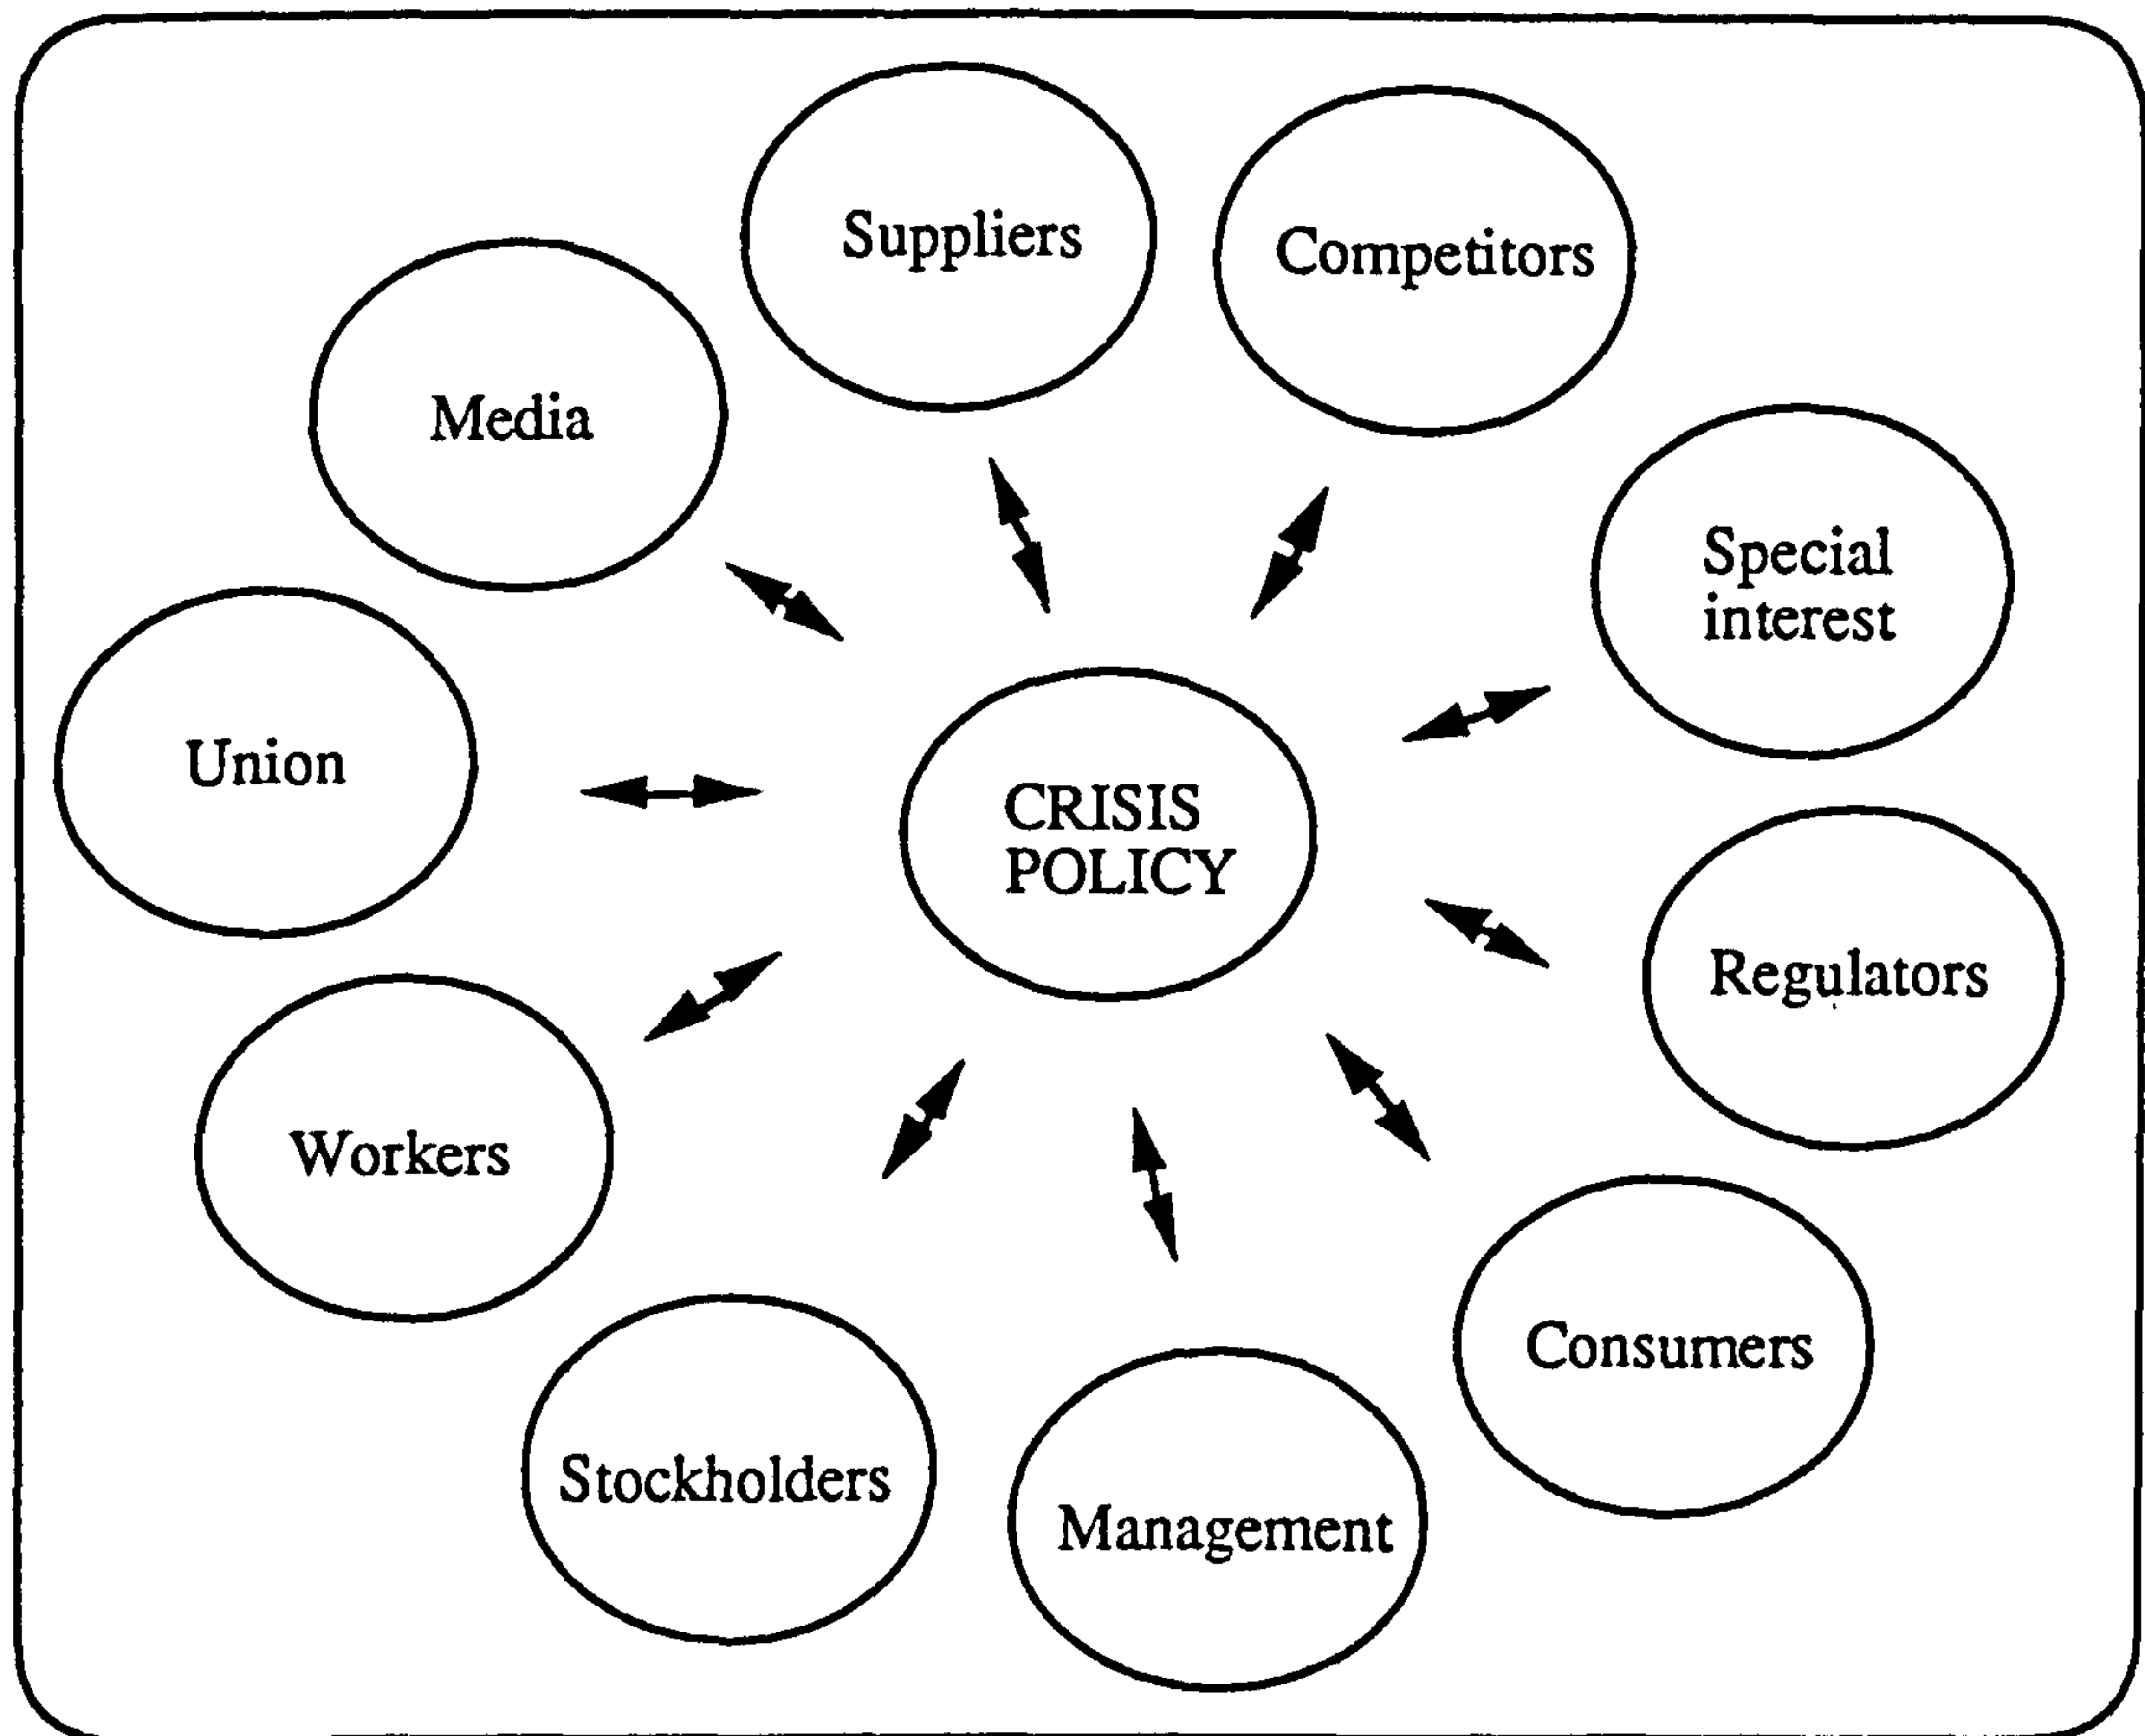 Suppliers
Competitors
Media
Special
interest
Union
CRISIS
POLICY
Regulators
Workers
Consumers
Stockholders
Management